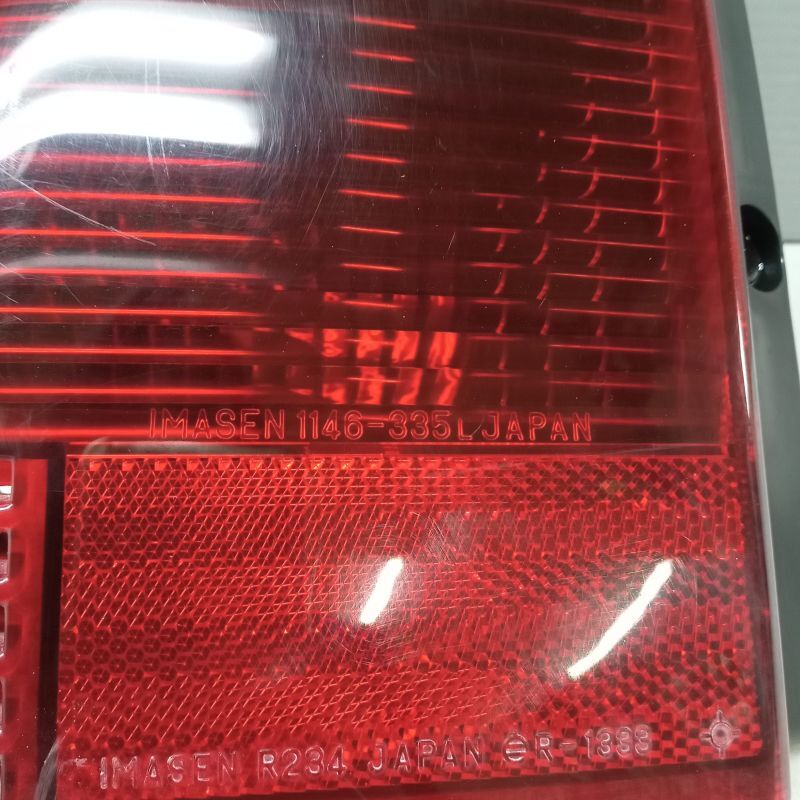 IMASEN 1146-335L JAPAN
IMASEN R234 JAPAN ⊖R-1333